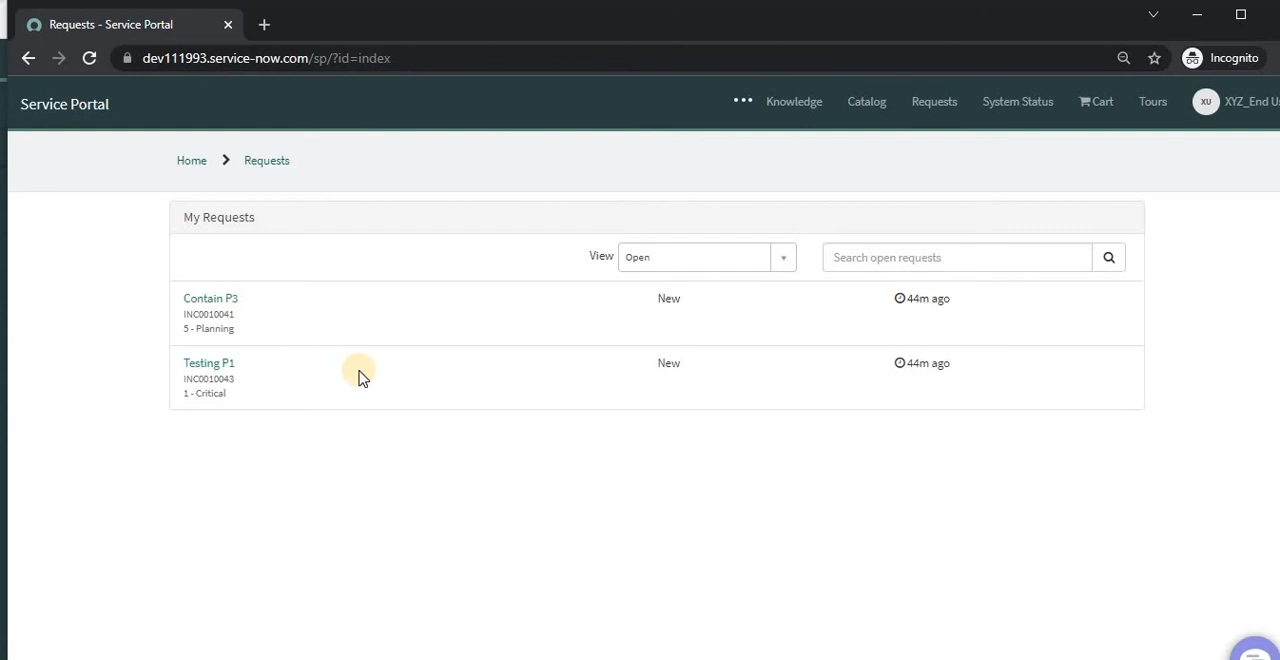 Requests - Service Portal
dev111993.service-now.com/sp/?id=index
Incognito
Service Portal
Knowledge Catalog Requests System Status Cart Tours XU XYZ_End
Home Requests
My Requests
View Open Search open requests
Contain P3 New 44m ago
INC0010041
5 - Planning
Testing P1 New 44m ago
INC0010043
1 - Critical